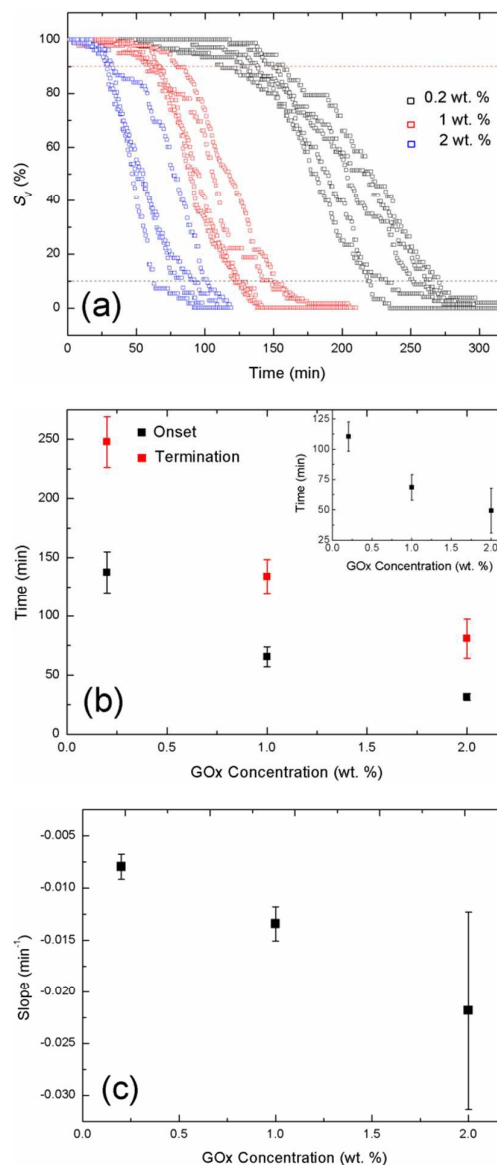 100
80
60
40
20
0
S_V (%)
0.2 wt. %
1 wt. %
2 wt. %
(a)
0 50 100 150 200 250 300
Time (min)
250
200
150
100
50
0
Time (min)
Onset
Termination
125
100
75
50
25
Time (min)
0.0 0.5 1.0 1.5 2.0
GOx Concentration (wt. %)
(b)
0.0 0.5 1.0 1.5 2.0
GOx Concentration (wt. %)
-0.005
-0.010
-0.015
-0.020
-0.025
-0.030
Slope (min⁻¹)
(c)
0.0 0.5 1.0 1.5 2.0
GOx Concentration (wt. %)